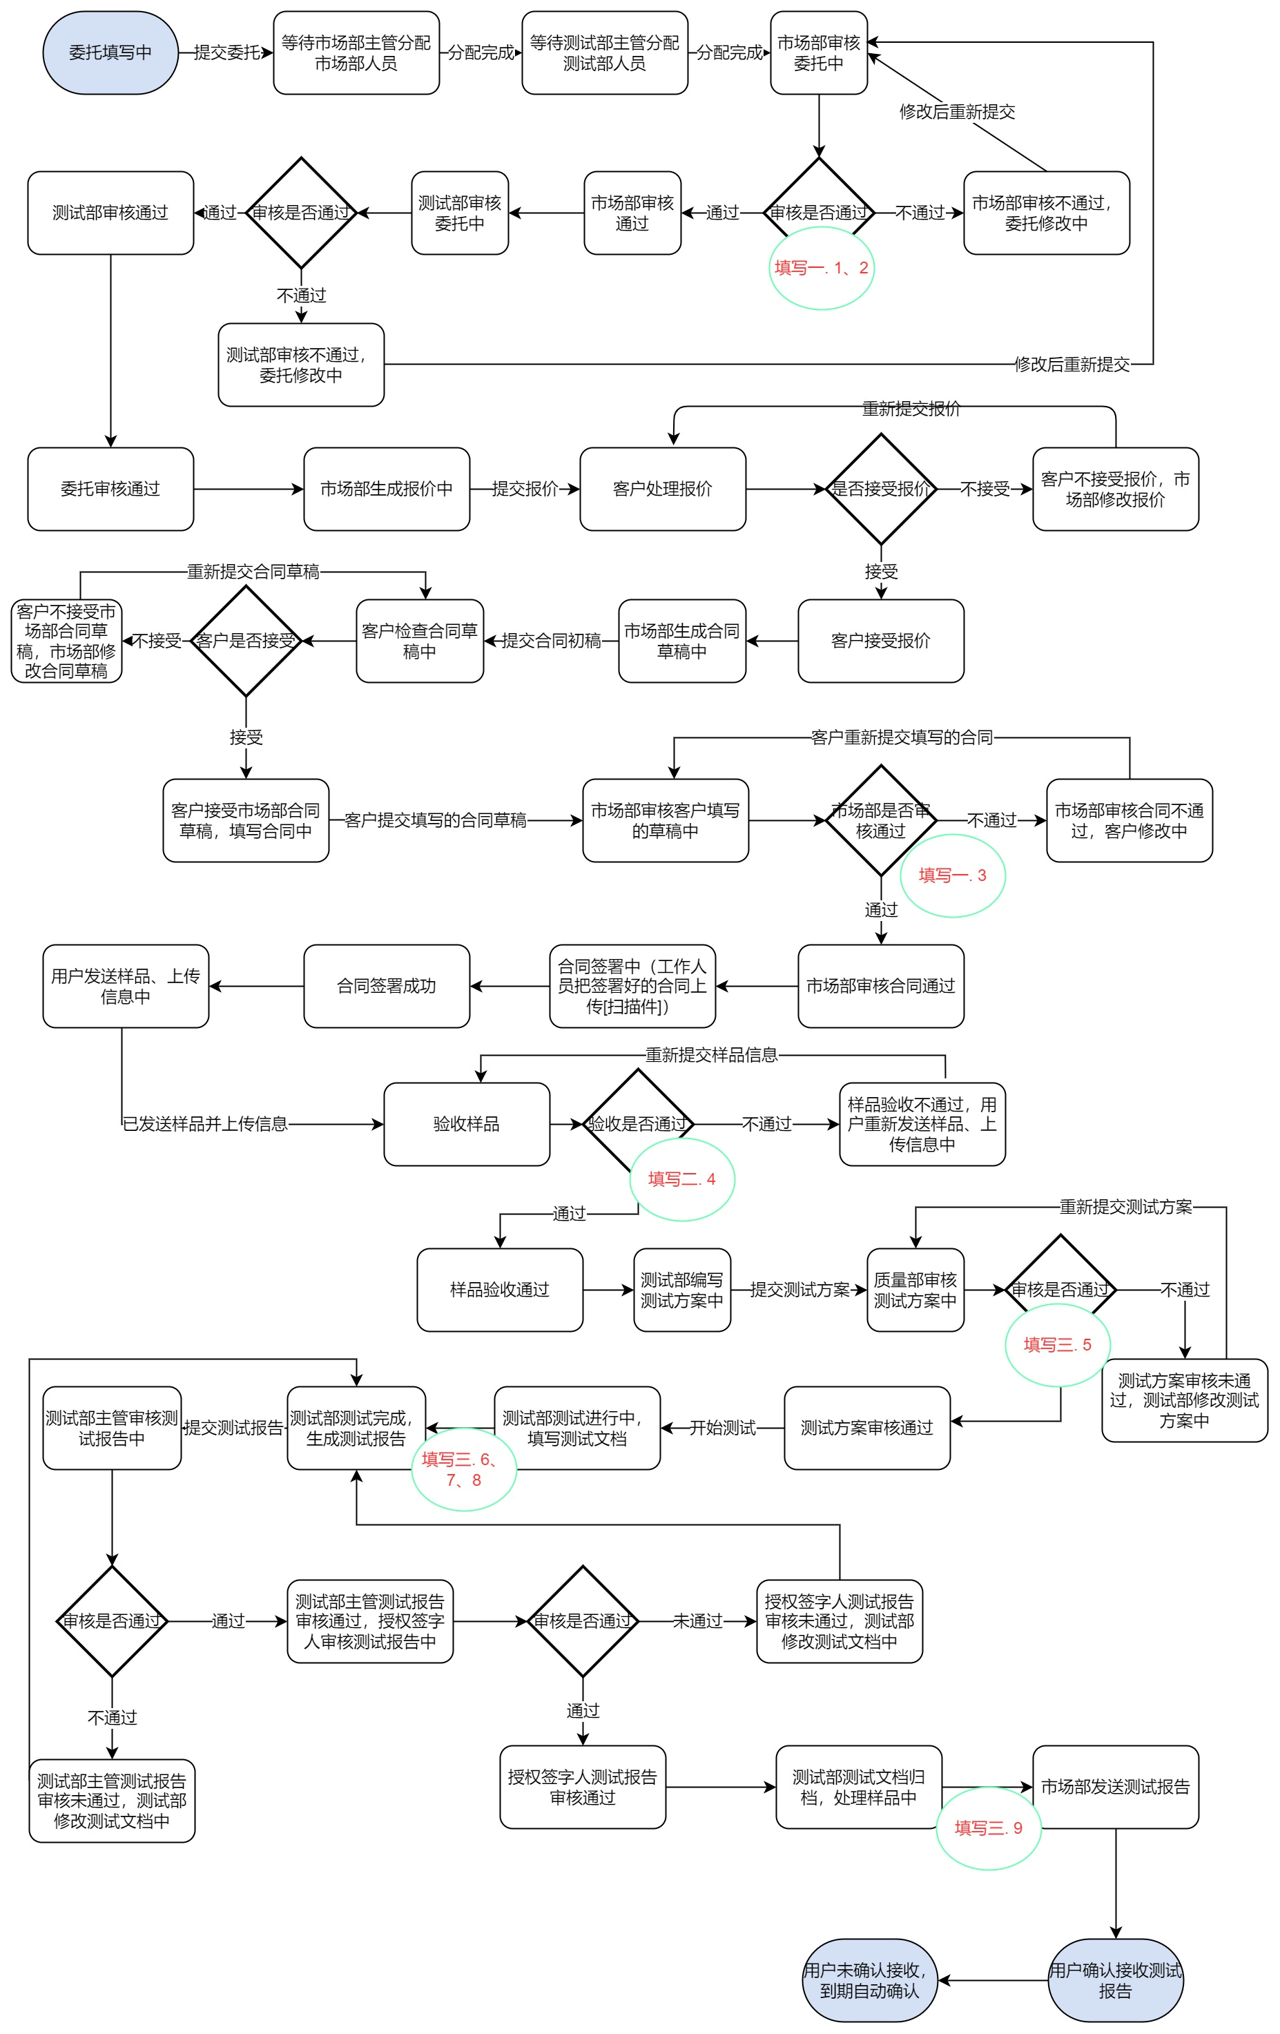 委托填写中
提交委托
等待市场部主管分配
市场部人员
分配完成
等待测试部主管分配
测试部人员
分配完成
市场部审核
委托中
修改后重新提交
测试部审核通过
通过
审核是否通过
测试部审核
委托中
市场部审核
通过
通过
审核是否通过
不通过
市场部审核不通过，
委托修改中
填写一. 1、2
不通过
测试部审核不通过，
委托修改中
修改后重新提交
重新提交报价
委托审核通过
市场部生成报价中
提交报价
客户处理报价
是否接受报价
不接受
客户不接受报价，市
场部修改报价
接受
重新提交合同草稿
客户不接受市
场部合同草
稿，市场部修
改合同草稿
不接受
客户是否接受
客户检查合同草
稿中
提交合同初稿
市场部生成合同
草稿中
客户接受报价
接受
客户重新提交填写的合同
客户接受市场部合同
草稿，填写合同中
客户提交填写的合同草稿
市场部审核客户填写
的草稿中
市场部是否审
核通过
不通过
市场部审核合同不通
过，客户修改中
填写一. 3
通过
用户发送样品、上传
信息中
合同签署成功
合同签署中（工作人
员把签署好的合同上
传[扫描件]）
市场部审核合同通过
重新提交样品信息
已发送样品并上传信息
验收样品
验收是否通过
不通过
样品验收不通过，用
户重新发送样品、上
传信息中
填写二. 4
通过
重新提交测试方案
样品验收通过
测试部编写
测试方案中
提交测试方案
质量部审核
测试方案中
审核是否通过
不通过
填写三. 5
测试方案审核未通
过，测试部修改测试
方案中
测试部主管审核测
试报告中
提交测试报告
测试部测试完成，
生成测试报告
测试部测试进行中，
填写测试文档
开始测试
测试方案审核通过
填写三. 6、
7、8
审核是否通过
通过
测试部主管测试报告
审核通过，授权签字
人审核测试报告中
审核是否通过
未通过
授权签字人测试报告
审核未通过，测试部
修改测试文档中
不通过
通过
测试部主管测试报告
审核未通过，测试部
修改测试文档中
授权签字人测试报告
审核通过
测试部测试文档归
档，处理样品中
市场部发送测试报告
填写三. 9
用户未确认接收，
到期自动确认
用户确认接收测试
报告